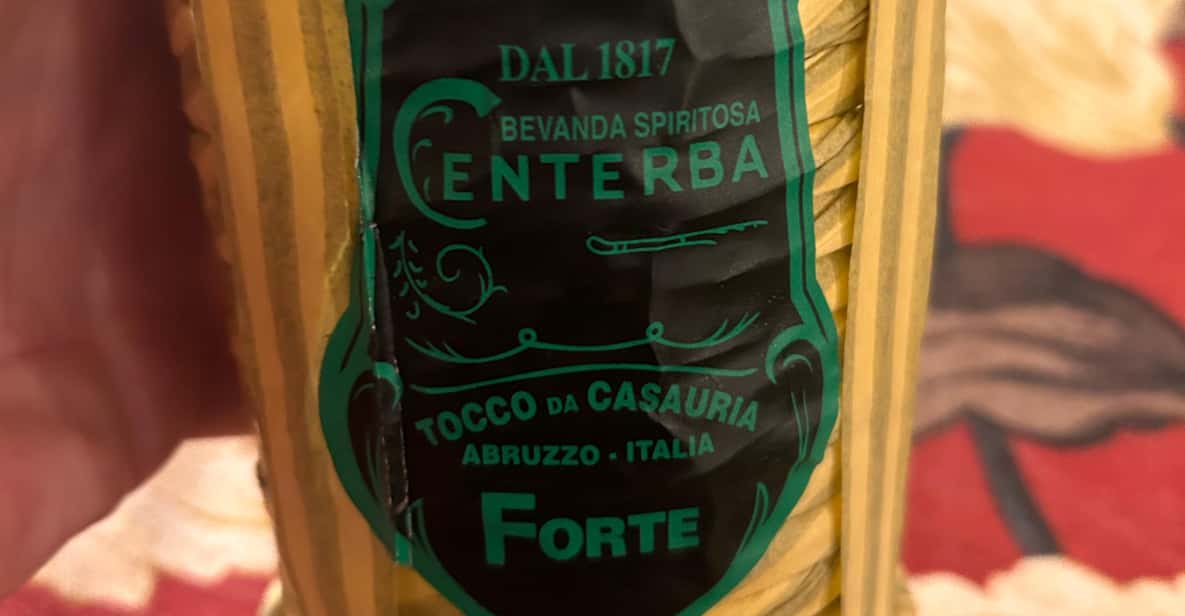 DAL 1817
BEVANDA SPIRITOSA
CENTERBA
TOCCO DA CASAURIA
ABRUZZO - ITALIA
FORTE